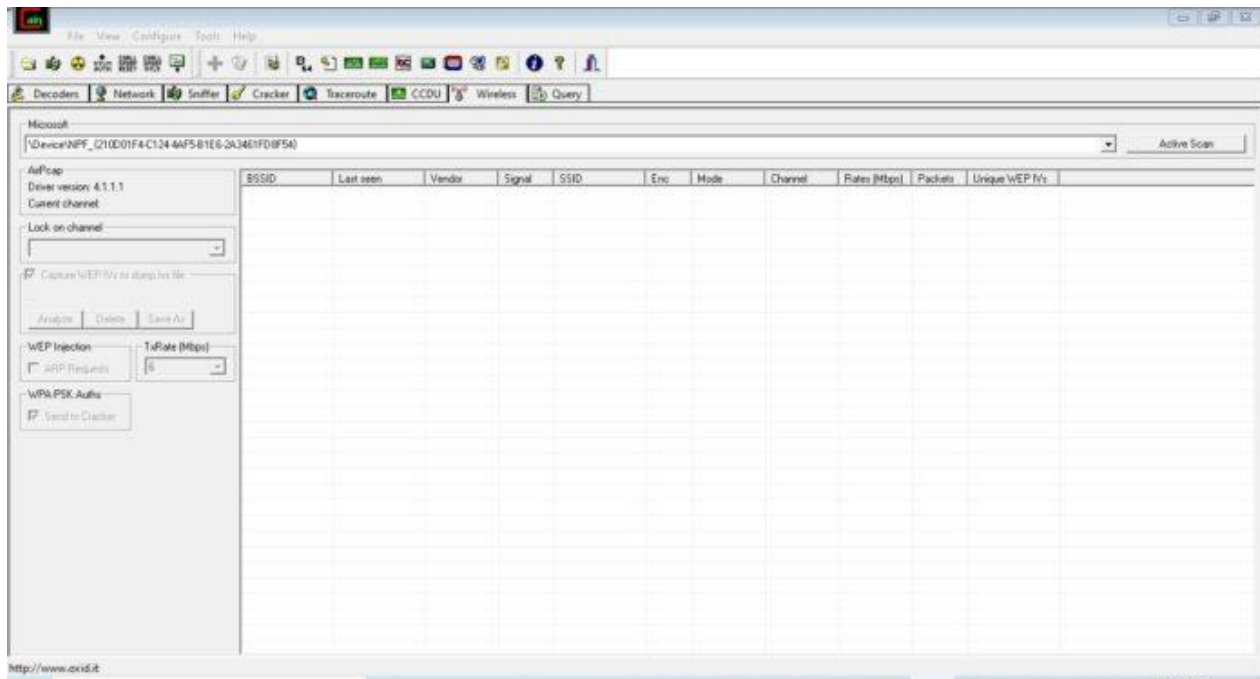 File View Configure Tools Help
Decoders Network Sniffer Cracker Traceroute CCDU Wireless Query
Microsoft
\Device\NPF_{210D01F4-C124-4AF5-B1E6-2A3461FD8F54} Active Scan
AirPcap
Driver version: 4.1.1.1
Current channel:
BSSID Last seen Vendor Signal SSID Enc Mode Channel Rates (Mbps) Packets Unique WEP IVs
Lock on channel
Capture WEP IVs to dump.ivs file
Analyze Delete Save As
WEP Injection TxRate (Mbps)
ARP Requests 6
WPA-PSK Auths
Send to Cracker
http://www.oxid.it